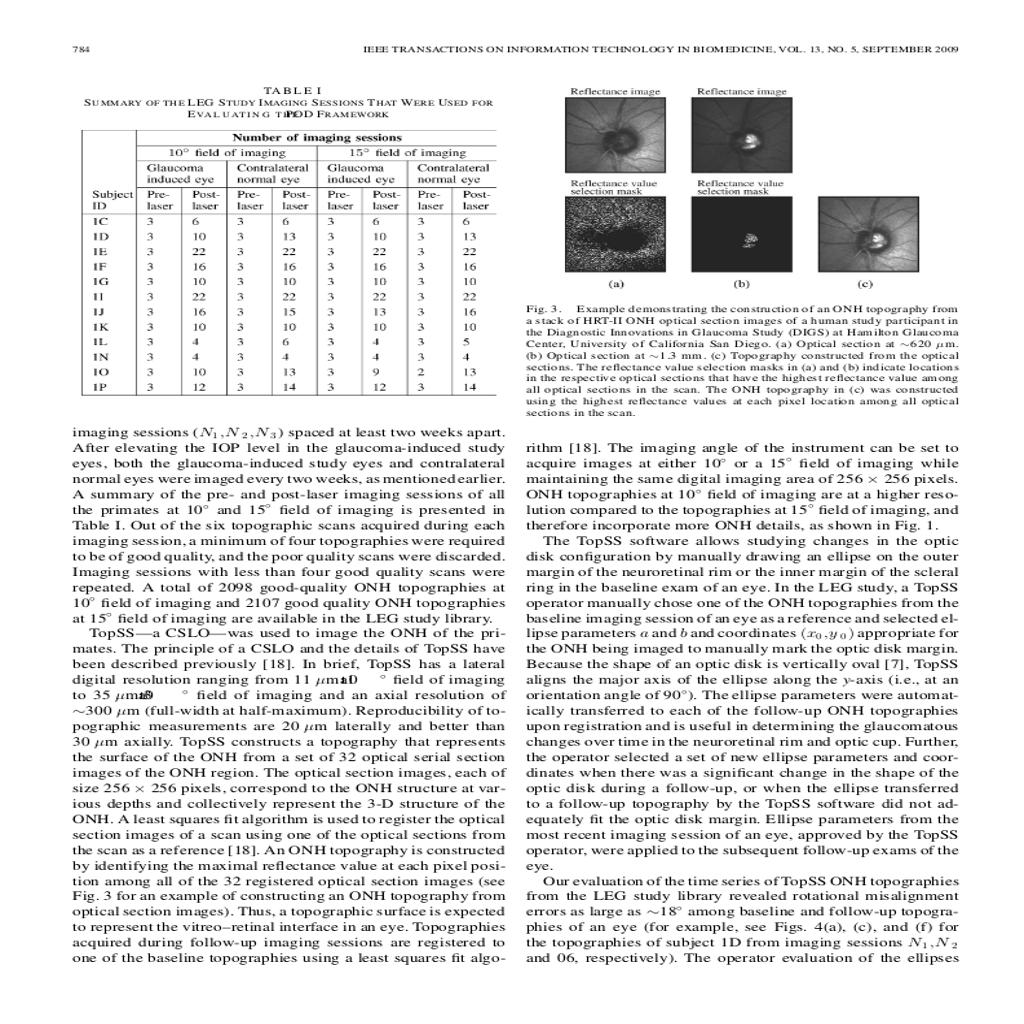 784
IEEE TRANSACTIONS ON INFORMATION TECHNOLOGY IN BIOMEDICINE, VOL. 13, NO. 5, SEPTEMBER 2009
TABLE I
SUMMARY OF THE LEG STUDY IMAGING SESSIONS THAT WERE USED FOR
EVALUATING THE POD FRAMEWORK
Number of imaging sessions
10° field of imaging 15° field of imaging
Glaucoma Contralateral Glaucoma Contralateral
induced eye normal eye induced eye normal eye
Subject Pre- Post- Pre- Post- Pre- Post- Pre- Post-
ID laser laser laser laser laser laser laser laser
1C 3 6 3 6 3 6 3 6
1D 3 10 3 13 3 10 3 13
1E 3 22 3 22 3 22 3 22
1F 3 16 3 16 3 16 3 16
1G 3 10 3 10 3 10 3 10
1I 3 22 3 22 3 22 3 22
1J 3 16 3 15 3 13 3 16
1K 3 10 3 10 3 10 3 10
1L 3 4 3 6 3 4 3 5
1N 3 4 3 4 3 4 3 4
1O 3 10 3 13 3 9 2 13
1P 3 12 3 14 3 12 3 14
imaging sessions (N1, N2, N3) spaced at least two weeks apart.
After elevating the IOP level in the glaucoma-induced study
eyes, both the glaucoma-induced study eyes and contralateral
normal eyes were imaged every two weeks, as mentioned earlier.
A summary of the pre- and post-laser imaging sessions of all
the primates at 10° and 15° field of imaging is presented in
Table I. Out of the six topographic scans acquired during each
imaging session, a minimum of four topographies were required
to be of good quality, and the poor quality scans were discarded.
Imaging sessions with less than four good quality scans were
repeated. A total of 2098 good-quality ONH topographies at
10° field of imaging and 2107 good quality ONH topographies
at 15° field of imaging are available in the LEG study library.
TopSS—a CSLO—was used to image the ONH of the pri-
mates. The principle of a CSLO and the details of TopSS have
been described previously [18]. In brief, TopSS has a lateral
digital resolution ranging from 11 μm ° field of imaging
to 35 μm ° field of imaging and an axial resolution of
∼300 μm (full-width at half-maximum). Reproducibility of to-
pographic measurements are 20 μm laterally and better than
30 μm axially. TopSS constructs a topography that represents
the surface of the ONH from a set of 32 optical serial section
images of the ONH region. The optical section images, each of
size 256 × 256 pixels, correspond to the ONH structure at var-
ious depths and collectively represent the 3-D structure of the
ONH. A least squares fit algorithm is used to register the optical
section images of a scan using one of the optical sections from
the scan as a reference [18]. An ONH topography is constructed
by identifying the maximal reflectance value at each pixel posi-
tion among all of the 32 registered optical section images (see
Fig. 3 for an example of constructing an ONH topography from
optical section images). Thus, a topographic surface is expected
to represent the vitreo–retinal interface in an eye. Topographies
acquired during follow-up imaging sessions are registered to
one of the baseline topographies using a least squares fit algo-
Reflectance image Reflectance image
Reflectance value Reflectance value
selection mask selection mask
(a) (b) (c)
Fig. 3. Example demonstrating the construction of an ONH topography from
a stack of HRT-II ONH optical section images of a human study participant in
the Diagnostic Innovations in Glaucoma Study (DIGS) at Hamilton Glaucoma
Center, University of California San Diego. (a) Optical section at ∼620 μm.
(b) Optical section at ∼1.3 mm. (c) Topography constructed from the optical
sections. The reflectance value selection masks in (a) and (b) indicate locations
in the respective optical sections that have the highest reflectance value among
all optical sections in the scan. The ONH topography in (c) was constructed
using the highest reflectance values at each pixel location among all optical
sections in the scan.
rithm [18]. The imaging angle of the instrument can be set to
acquire images at either 10° or a 15° field of imaging while
maintaining the same digital imaging area of 256 × 256 pixels.
ONH topographies at 10° field of imaging are at a higher reso-
lution compared to the topographies at 15° field of imaging, and
therefore incorporate more ONH details, as shown in Fig. 1.
The TopSS software allows studying changes in the optic
disk configuration by manually drawing an ellipse on the outer
margin of the neuroretinal rim or the inner margin of the scleral
ring in the baseline exam of an eye. In the LEG study, a TopSS
operator manually chose one of the ONH topographies from the
baseline imaging session of an eye as a reference and selected el-
lipse parameters a and b and coordinates (x0, y0) appropriate for
the ONH being imaged to manually mark the optic disk margin.
Because the shape of an optic disk is vertically oval [7], TopSS
aligns the major axis of the ellipse along the y-axis (i.e., at an
orientation angle of 90°). The ellipse parameters were automat-
ically transferred to each of the follow-up ONH topographies
upon registration and is useful in determining the glaucomatous
changes over time in the neuroretinal rim and optic cup. Further,
the operator selected a set of new ellipse parameters and coor-
dinates when there was a significant change in the shape of the
optic disk during a follow-up, or when the ellipse transferred
to a follow-up topography by the TopSS software did not ad-
equately fit the optic disk margin. Ellipse parameters from the
most recent imaging session of an eye, approved by the TopSS
operator, were applied to the subsequent follow-up exams of the
eye.
Our evaluation of the time series of TopSS ONH topographies
from the LEG study library revealed rotational misalignment
errors as large as ∼18° among baseline and follow-up topogra-
phies of an eye (for example, see Figs. 4(a), (c), and (f) for
the topographies of subject 1D from imaging sessions N1, N2
and 06, respectively). The operator evaluation of the ellipses